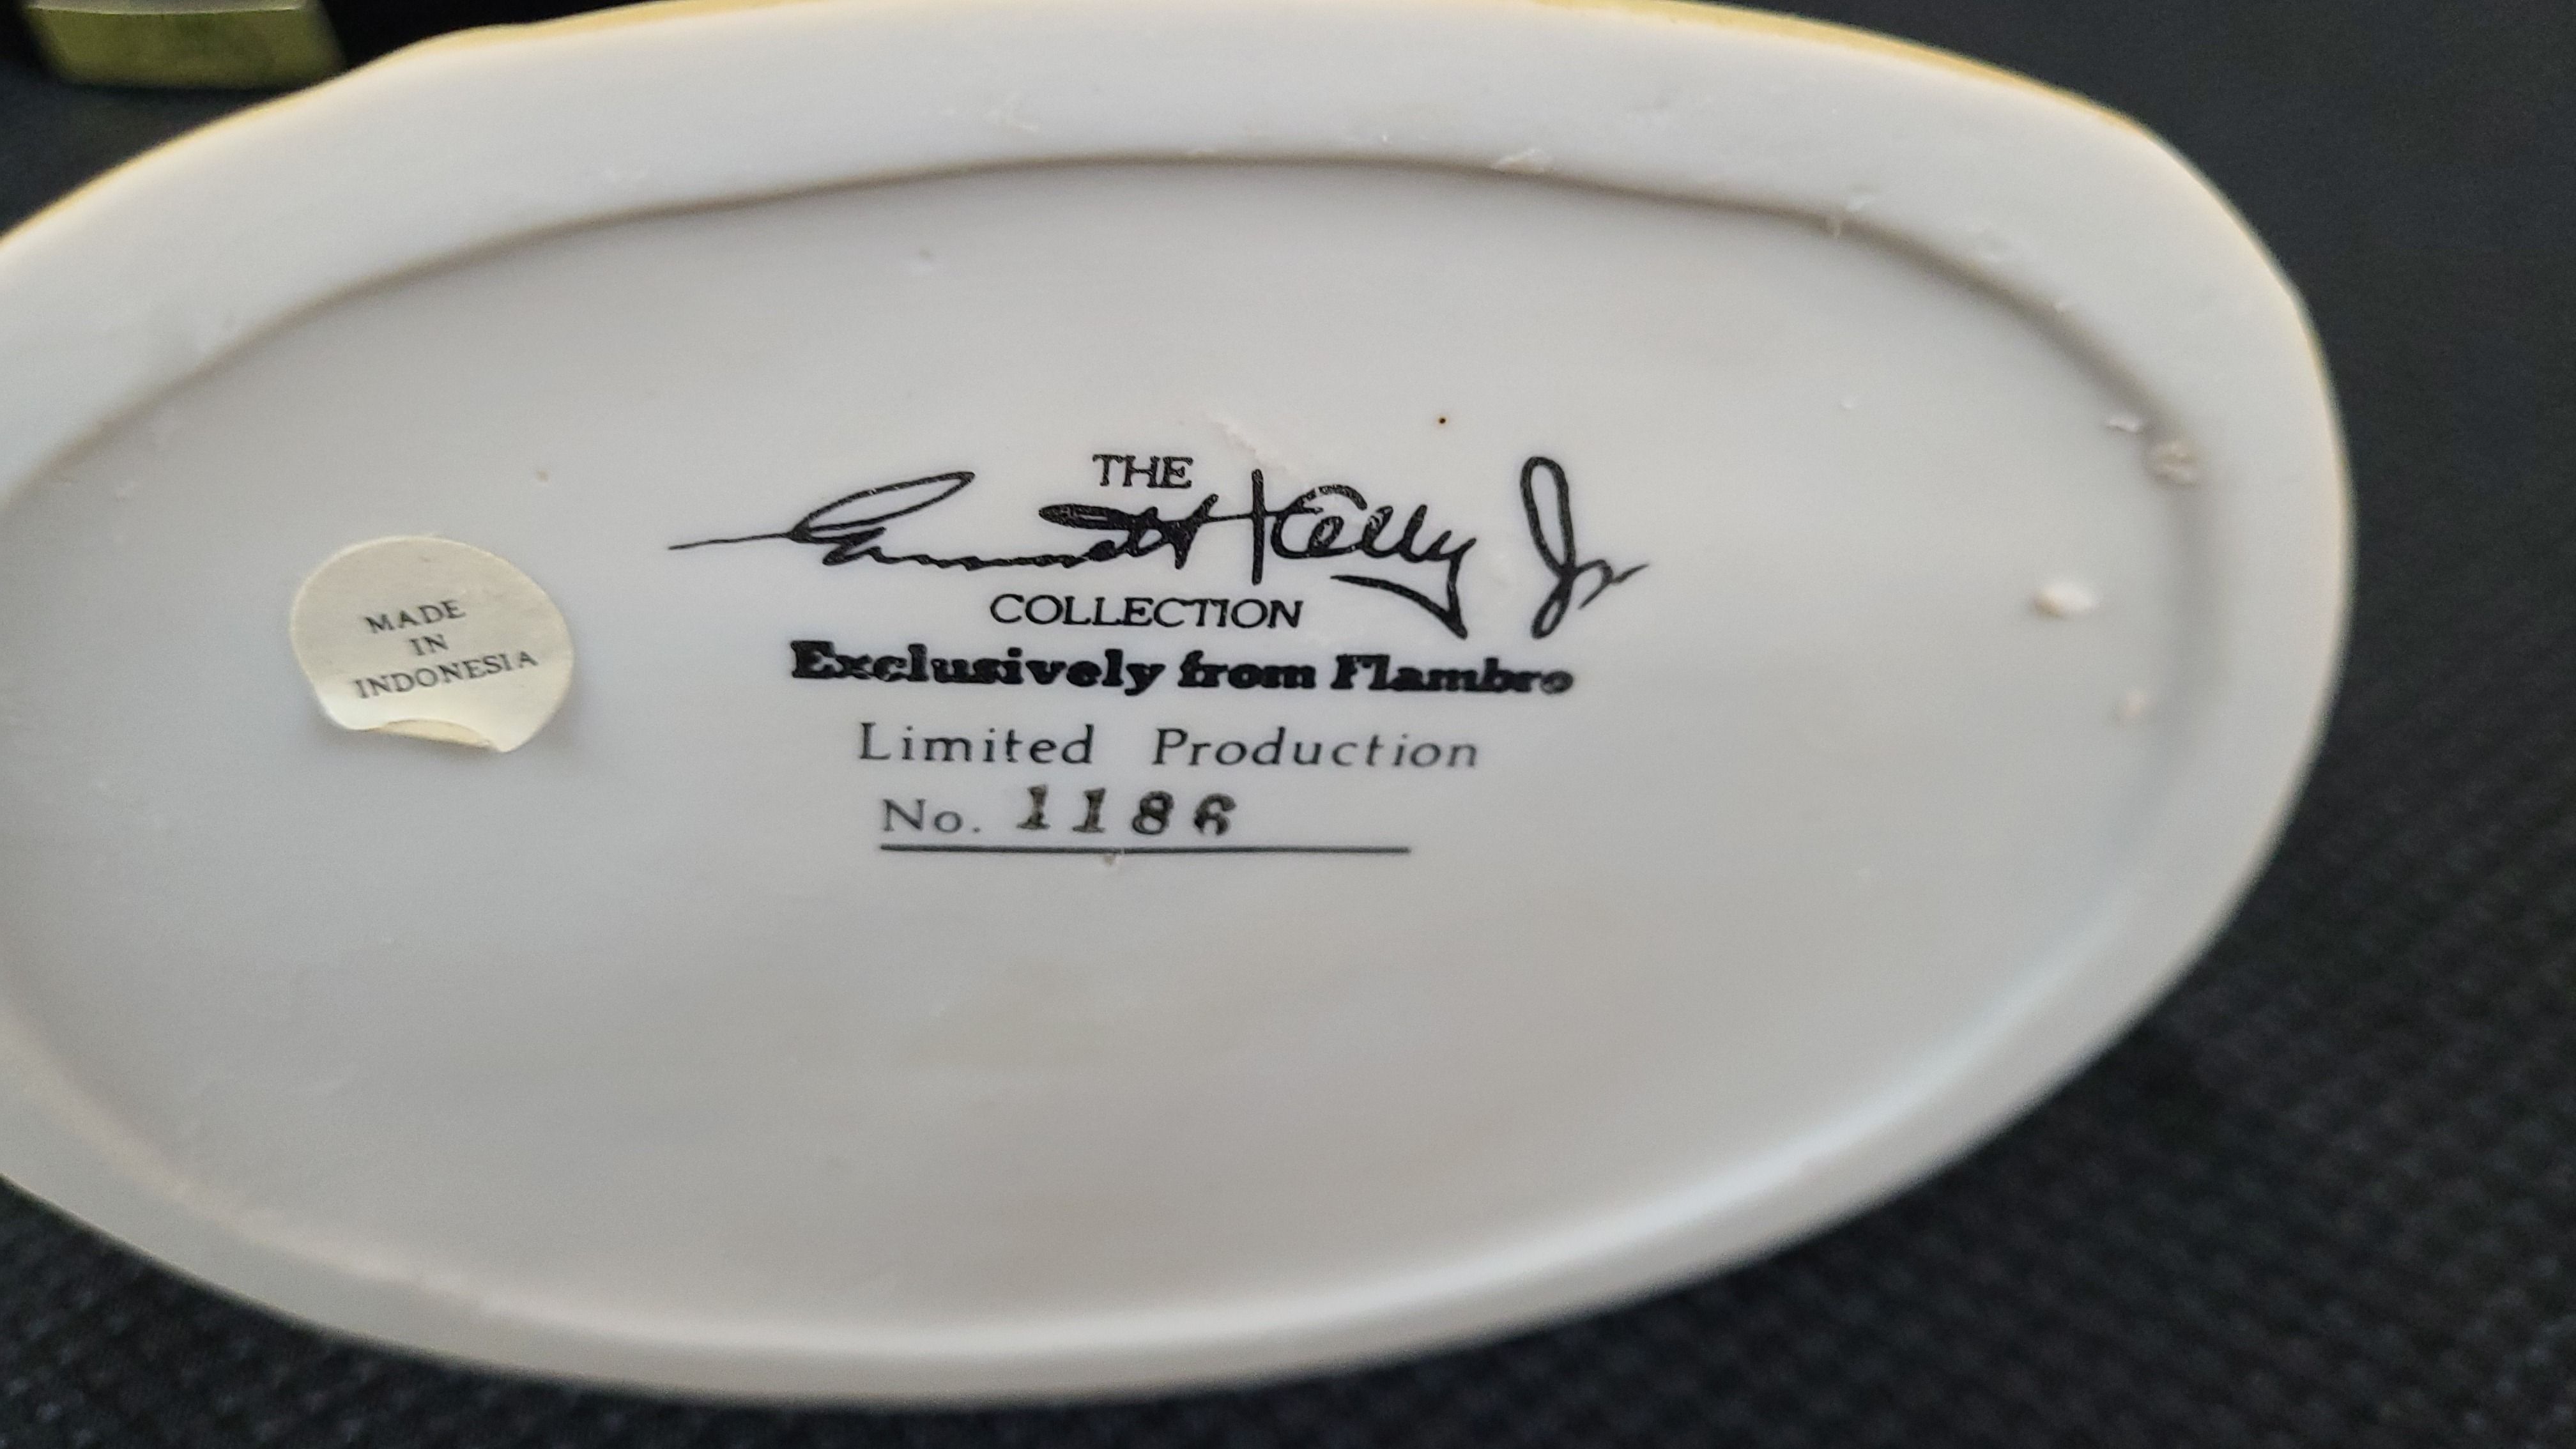 THE
Emmett Kelly Jr
COLLECTION
Exclusively from Flambro
Limited Production
No. 1186
MADE
IN
INDONESIA